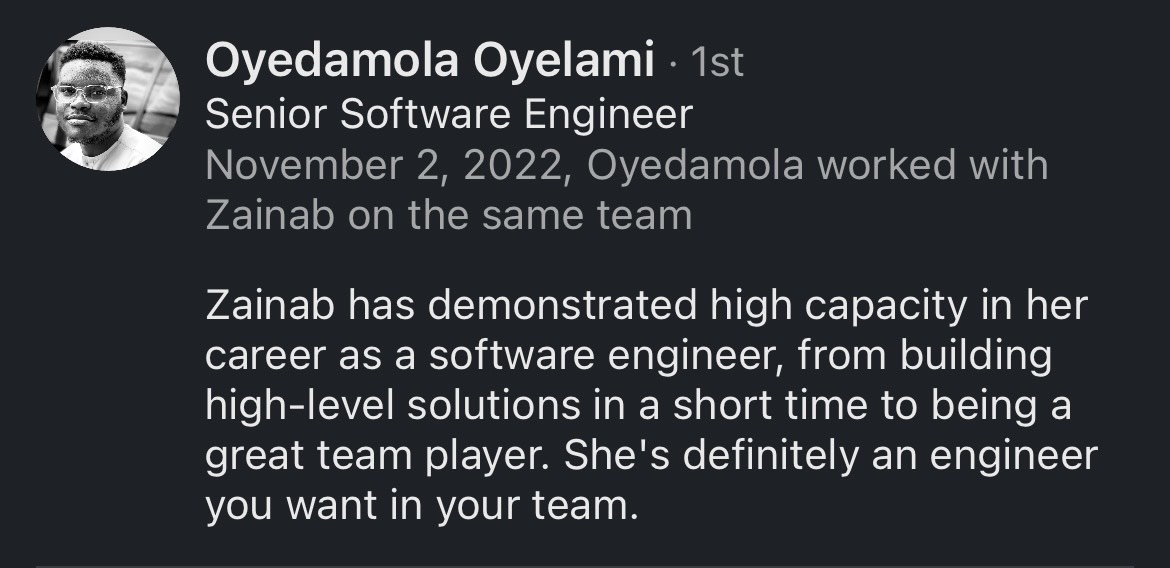 Oyedamola Oyelami · 1st
Senior Software Engineer
November 2, 2022, Oyedamola worked with
Zainab on the same team
Zainab has demonstrated high capacity in her
career as a software engineer, from building
high-level solutions in a short time to being a
great team player. She's definitely an engineer
you want in your team.